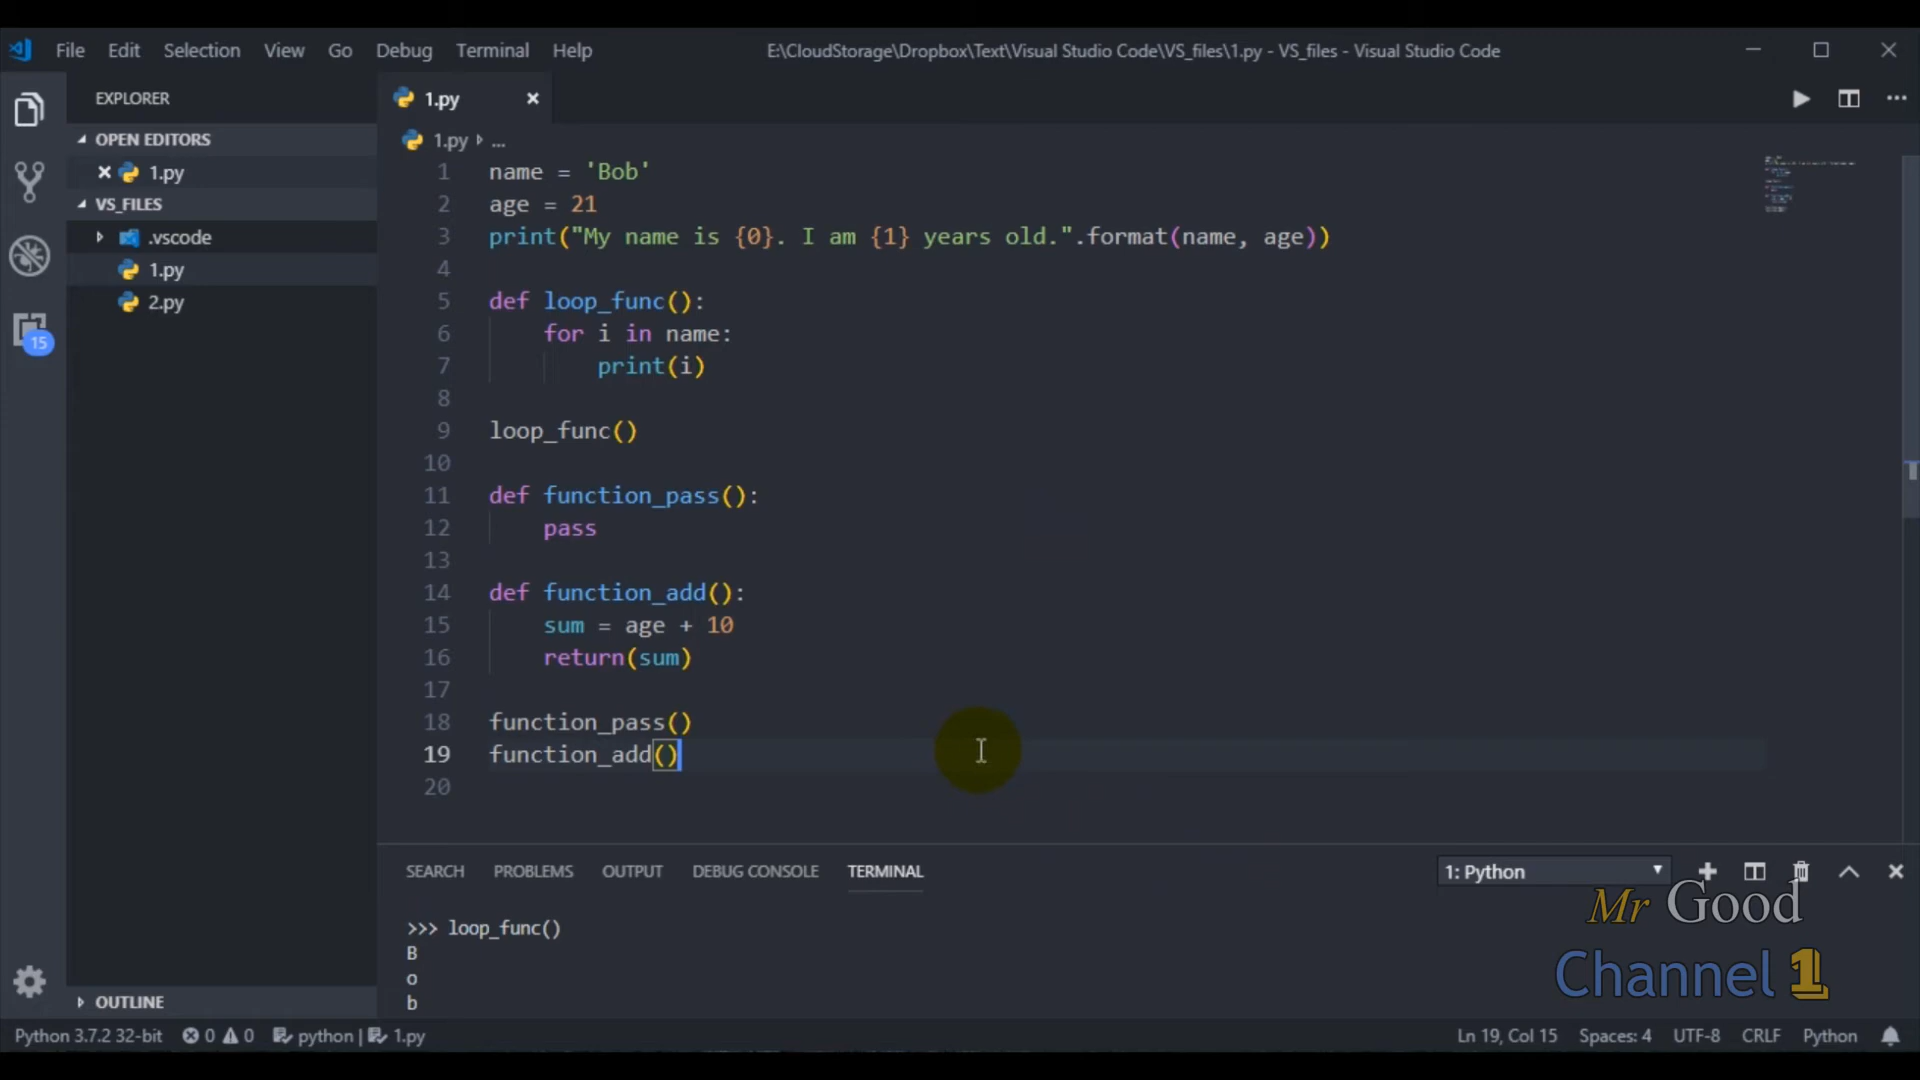 File Edit Selection View Go Debug Terminal Help E:\CloudStorage\Dropbox\Text\Visual Studio Code\VS_files\1.py - VS_files - Visual Studio Code
EXPLORER
OPEN EDITORS
1.py
VS_FILES
.vscode
1.py
2.py
15
OUTLINE
1.py
1.py ...
1 name = 'Bob'
2 age = 21
3 print("My name is {0}. I am {1} years old.".format(name, age))
4
5 def loop_func():
6     for i in name:
7         print(i)
8
9 loop_func()
10
11 def function_pass():
12     pass
13
14 def function_add():
15     sum = age + 10
16     return(sum)
17
18 function_pass()
19 function_add()
20
SEARCH PROBLEMS OUTPUT DEBUG CONSOLE TERMINAL 1: Python
>>> loop_func()
B
o
b
Mr Good
Channel 1
Python 3.7.2 32-bit 0 0 python | 1.py Ln 19, Col 15 Spaces: 4 UTF-8 CRLF Python